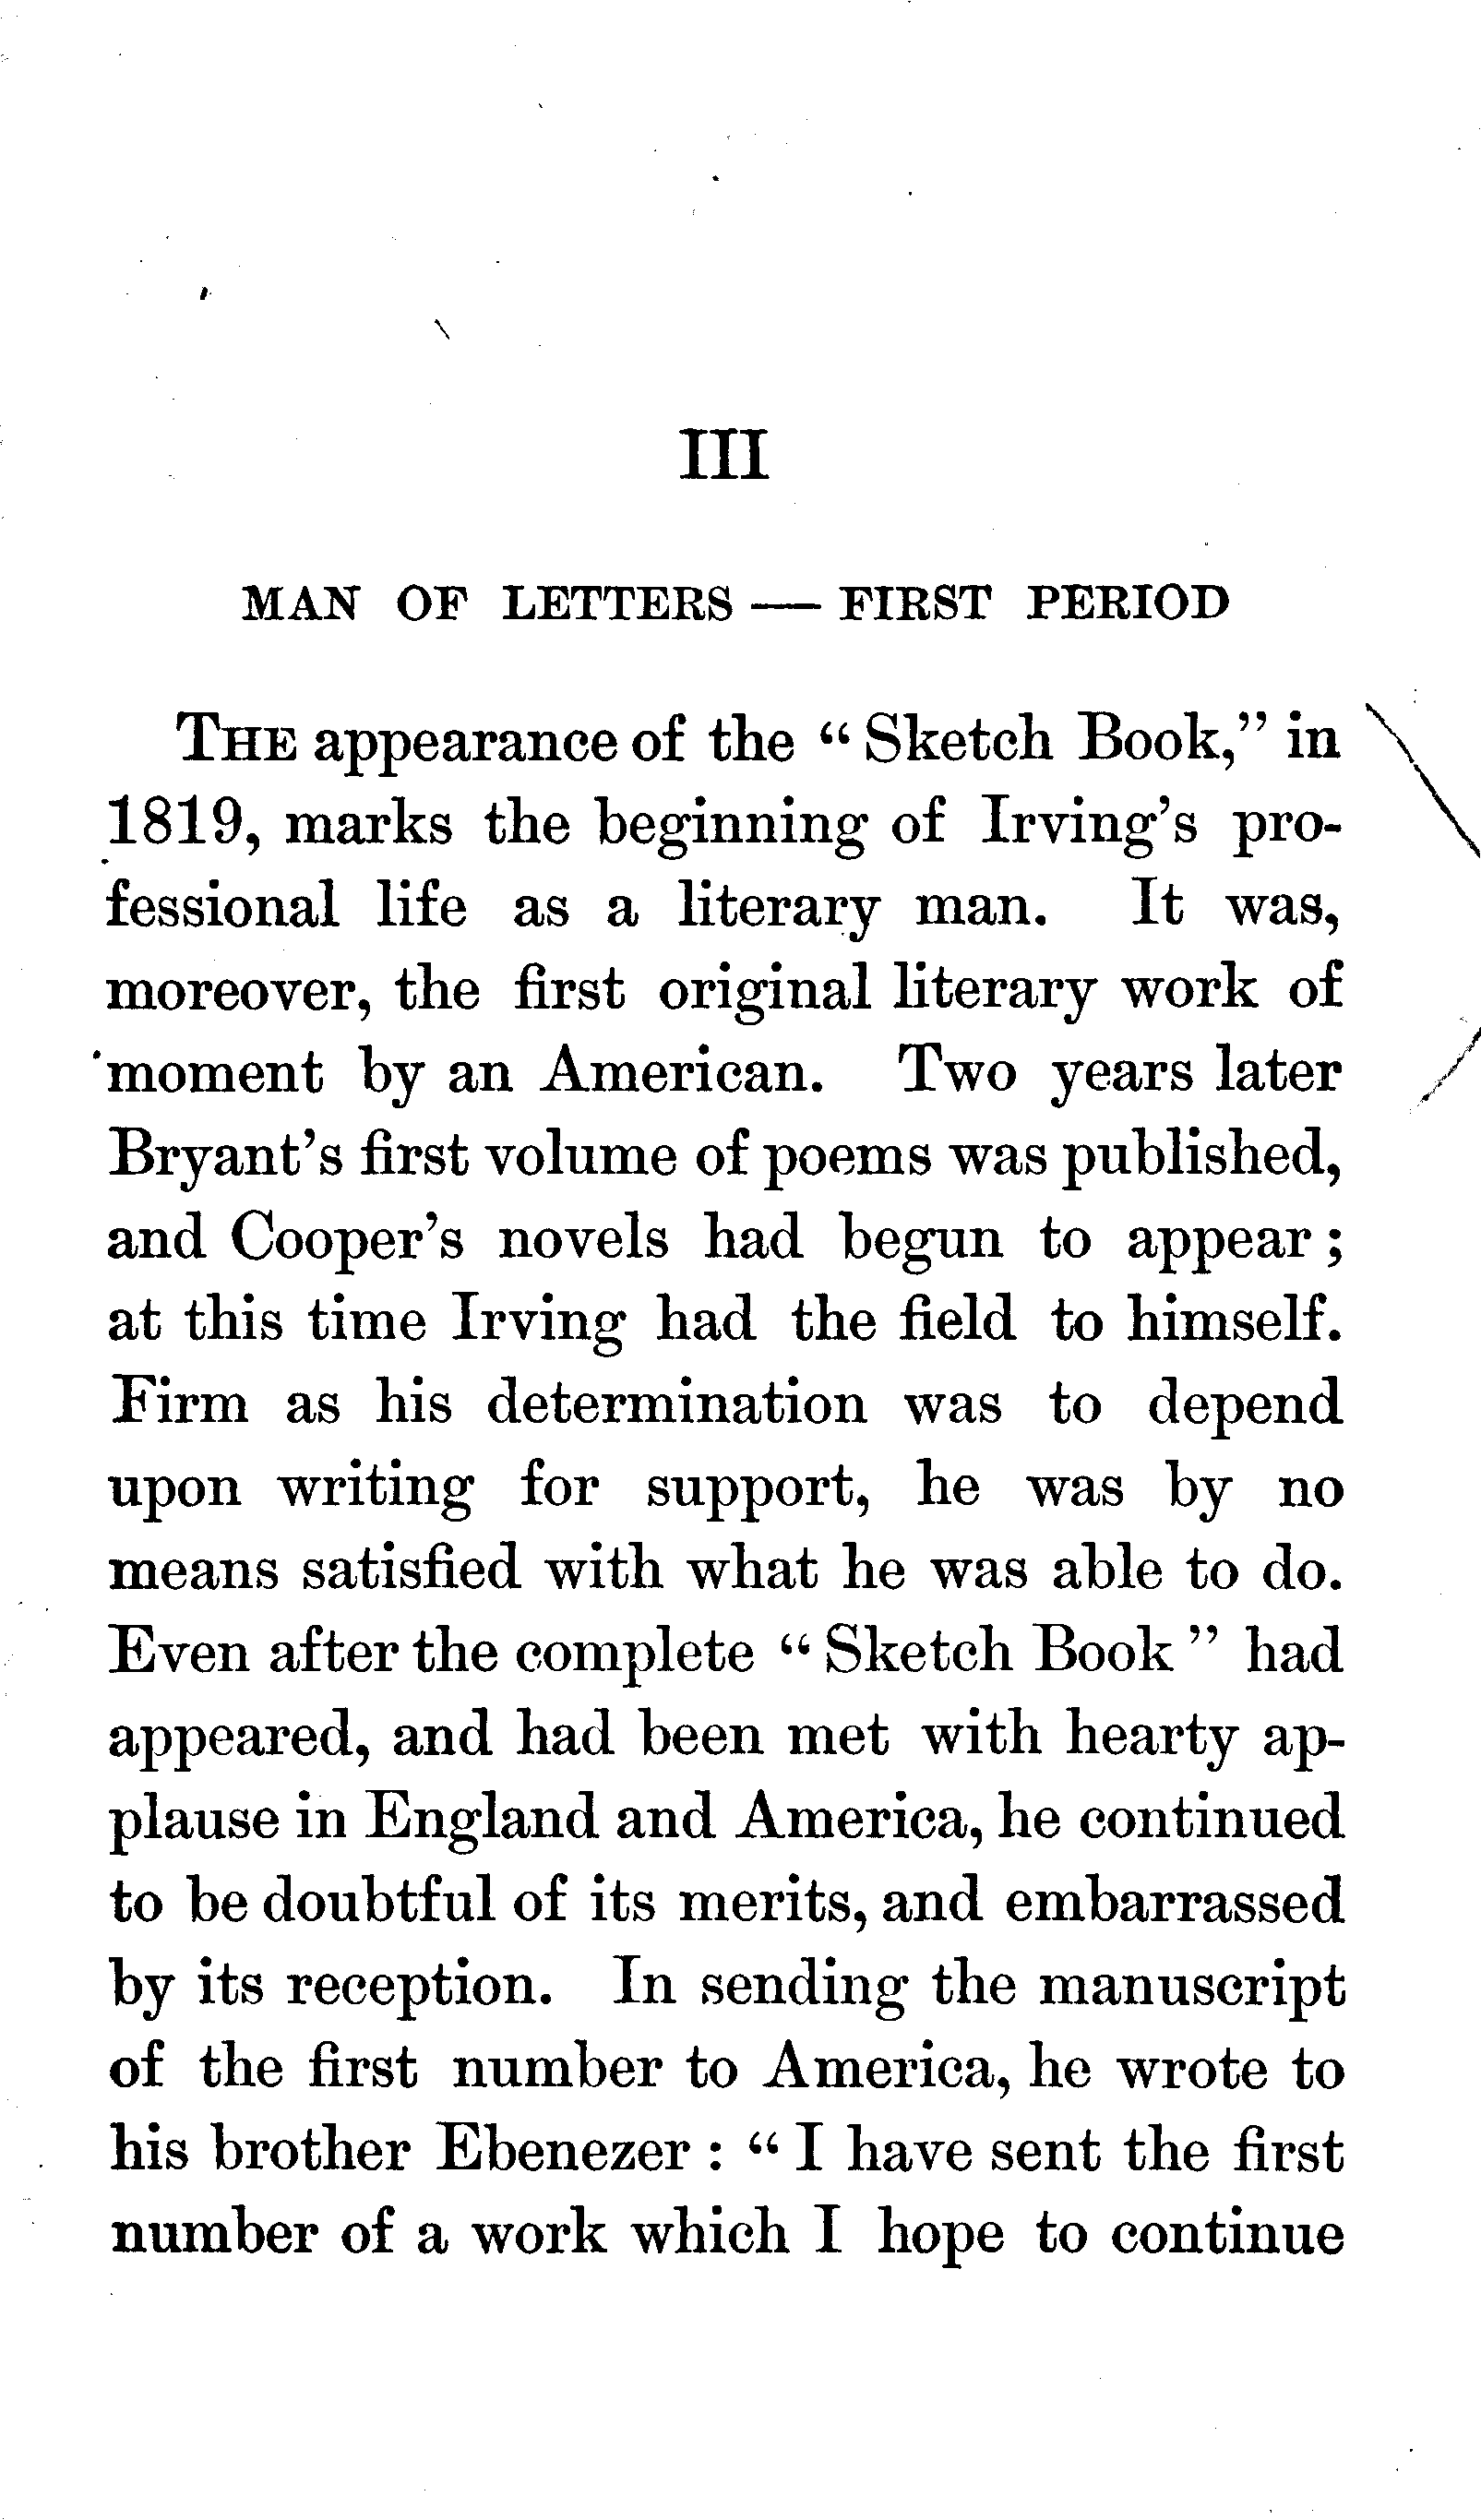 III
MAN OF LETTERS — FIRST PERIOD
THE appearance of the “Sketch Book,” in
1819, marks the beginning of Irving’s pro-
fessional life as a literary man. It was,
moreover, the first original literary work of
moment by an American. Two years later
Bryant’s first volume of poems was published,
and Cooper’s novels had begun to appear;
at this time Irving had the field to himself.
Firm as his determination was to depend
upon writing for support, he was by no
means satisfied with what he was able to do.
Even after the complete “Sketch Book” had
appeared, and had been met with hearty ap-
plause in England and America, he continued
to be doubtful of its merits, and embarrassed
by its reception. In sending the manuscript
of the first number to America, he wrote to
his brother Ebenezer: “I have sent the first
number of a work which I hope to continue